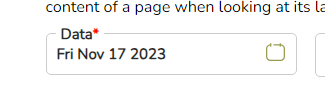 content of a page when looking at its la
Data*
Fri Nov 17 2023